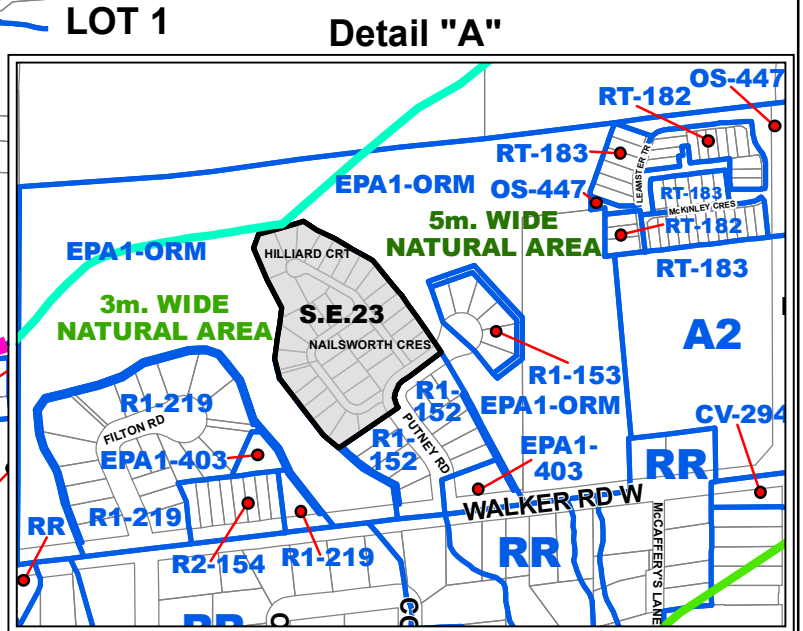 LOT 1
Detail "A"
OS-447
RT-182
RT-183
LEAMSTER TR
EPA1-ORM
OS-447
RT-183
McKINLEY CRES
RT-182
5m. WIDE
NATURAL AREA
RT-183
EPA1-ORM
HILLIARD CRT
3m. WIDE
NATURAL AREA
S.E.23
NAILSWORTH CRES
A2
R1-153
R1-219
R1-
152
EPA1-ORM
CV-294
FILTON RD
PUTNEY RD
R1-
152
EPA1-403
EPA1-
403
RR
WALKER RD W
R1-219
RR
R2-154
R1-219
RR
McCAFFERY'S LANE
RR